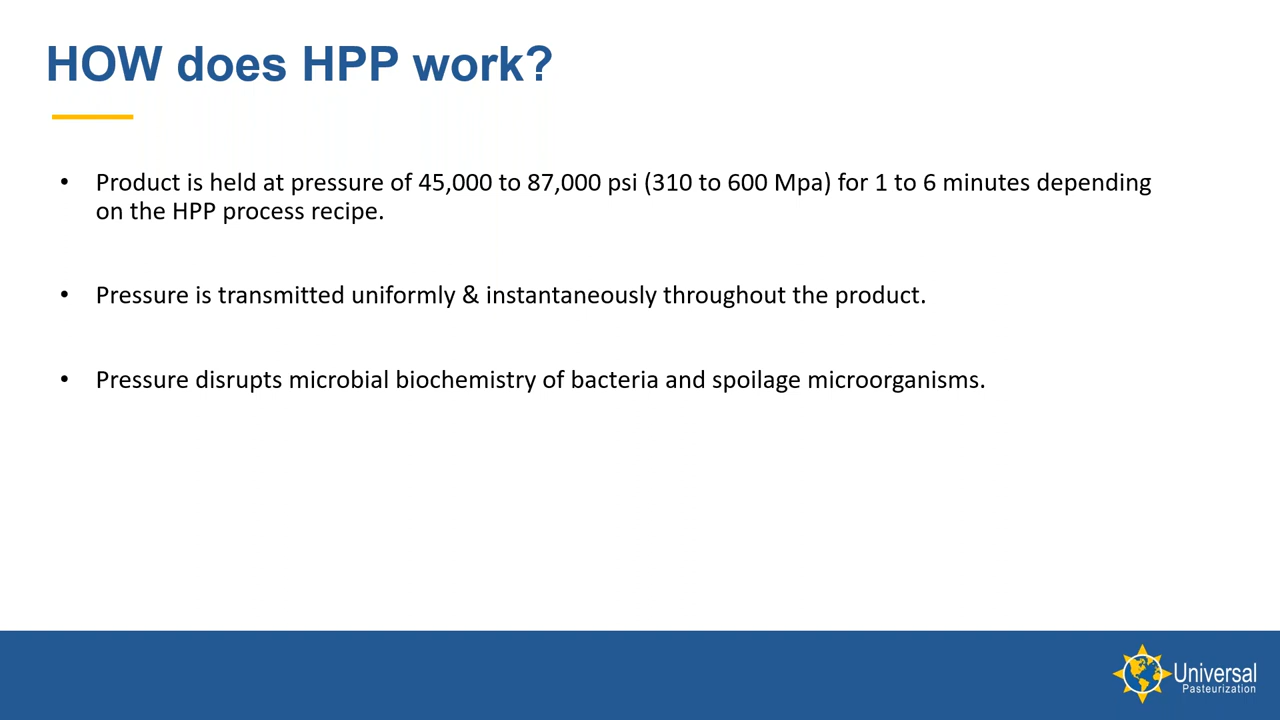 HOW does HPP work?
• Product is held at pressure of 45,000 to 87,000 psi (310 to 600 Mpa) for 1 to 6 minutes depending
on the HPP process recipe.
• Pressure is transmitted uniformly & instantaneously throughout the product.
• Pressure disrupts microbial biochemistry of bacteria and spoilage microorganisms.
Universal
Pasteurization